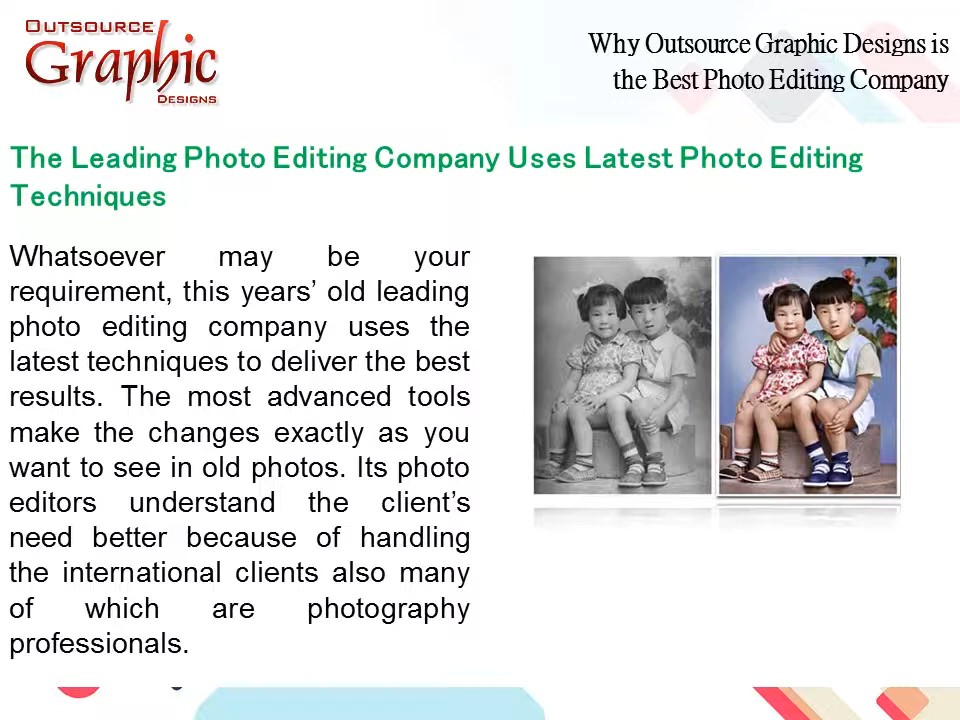 OUTSOURCE
Graphic
DESIGNS
Why Outsource Graphic Designs is
the Best Photo Editing Company
The Leading Photo Editing Company Uses Latest Photo Editing
Techniques
Whatsoever may be your
requirement, this years’ old leading
photo editing company uses the
latest techniques to deliver the best
results. The most advanced tools
make the changes exactly as you
want to see in old photos. Its photo
editors understand the client’s
need better because of handling
the international clients also many
of which are photography
professionals.